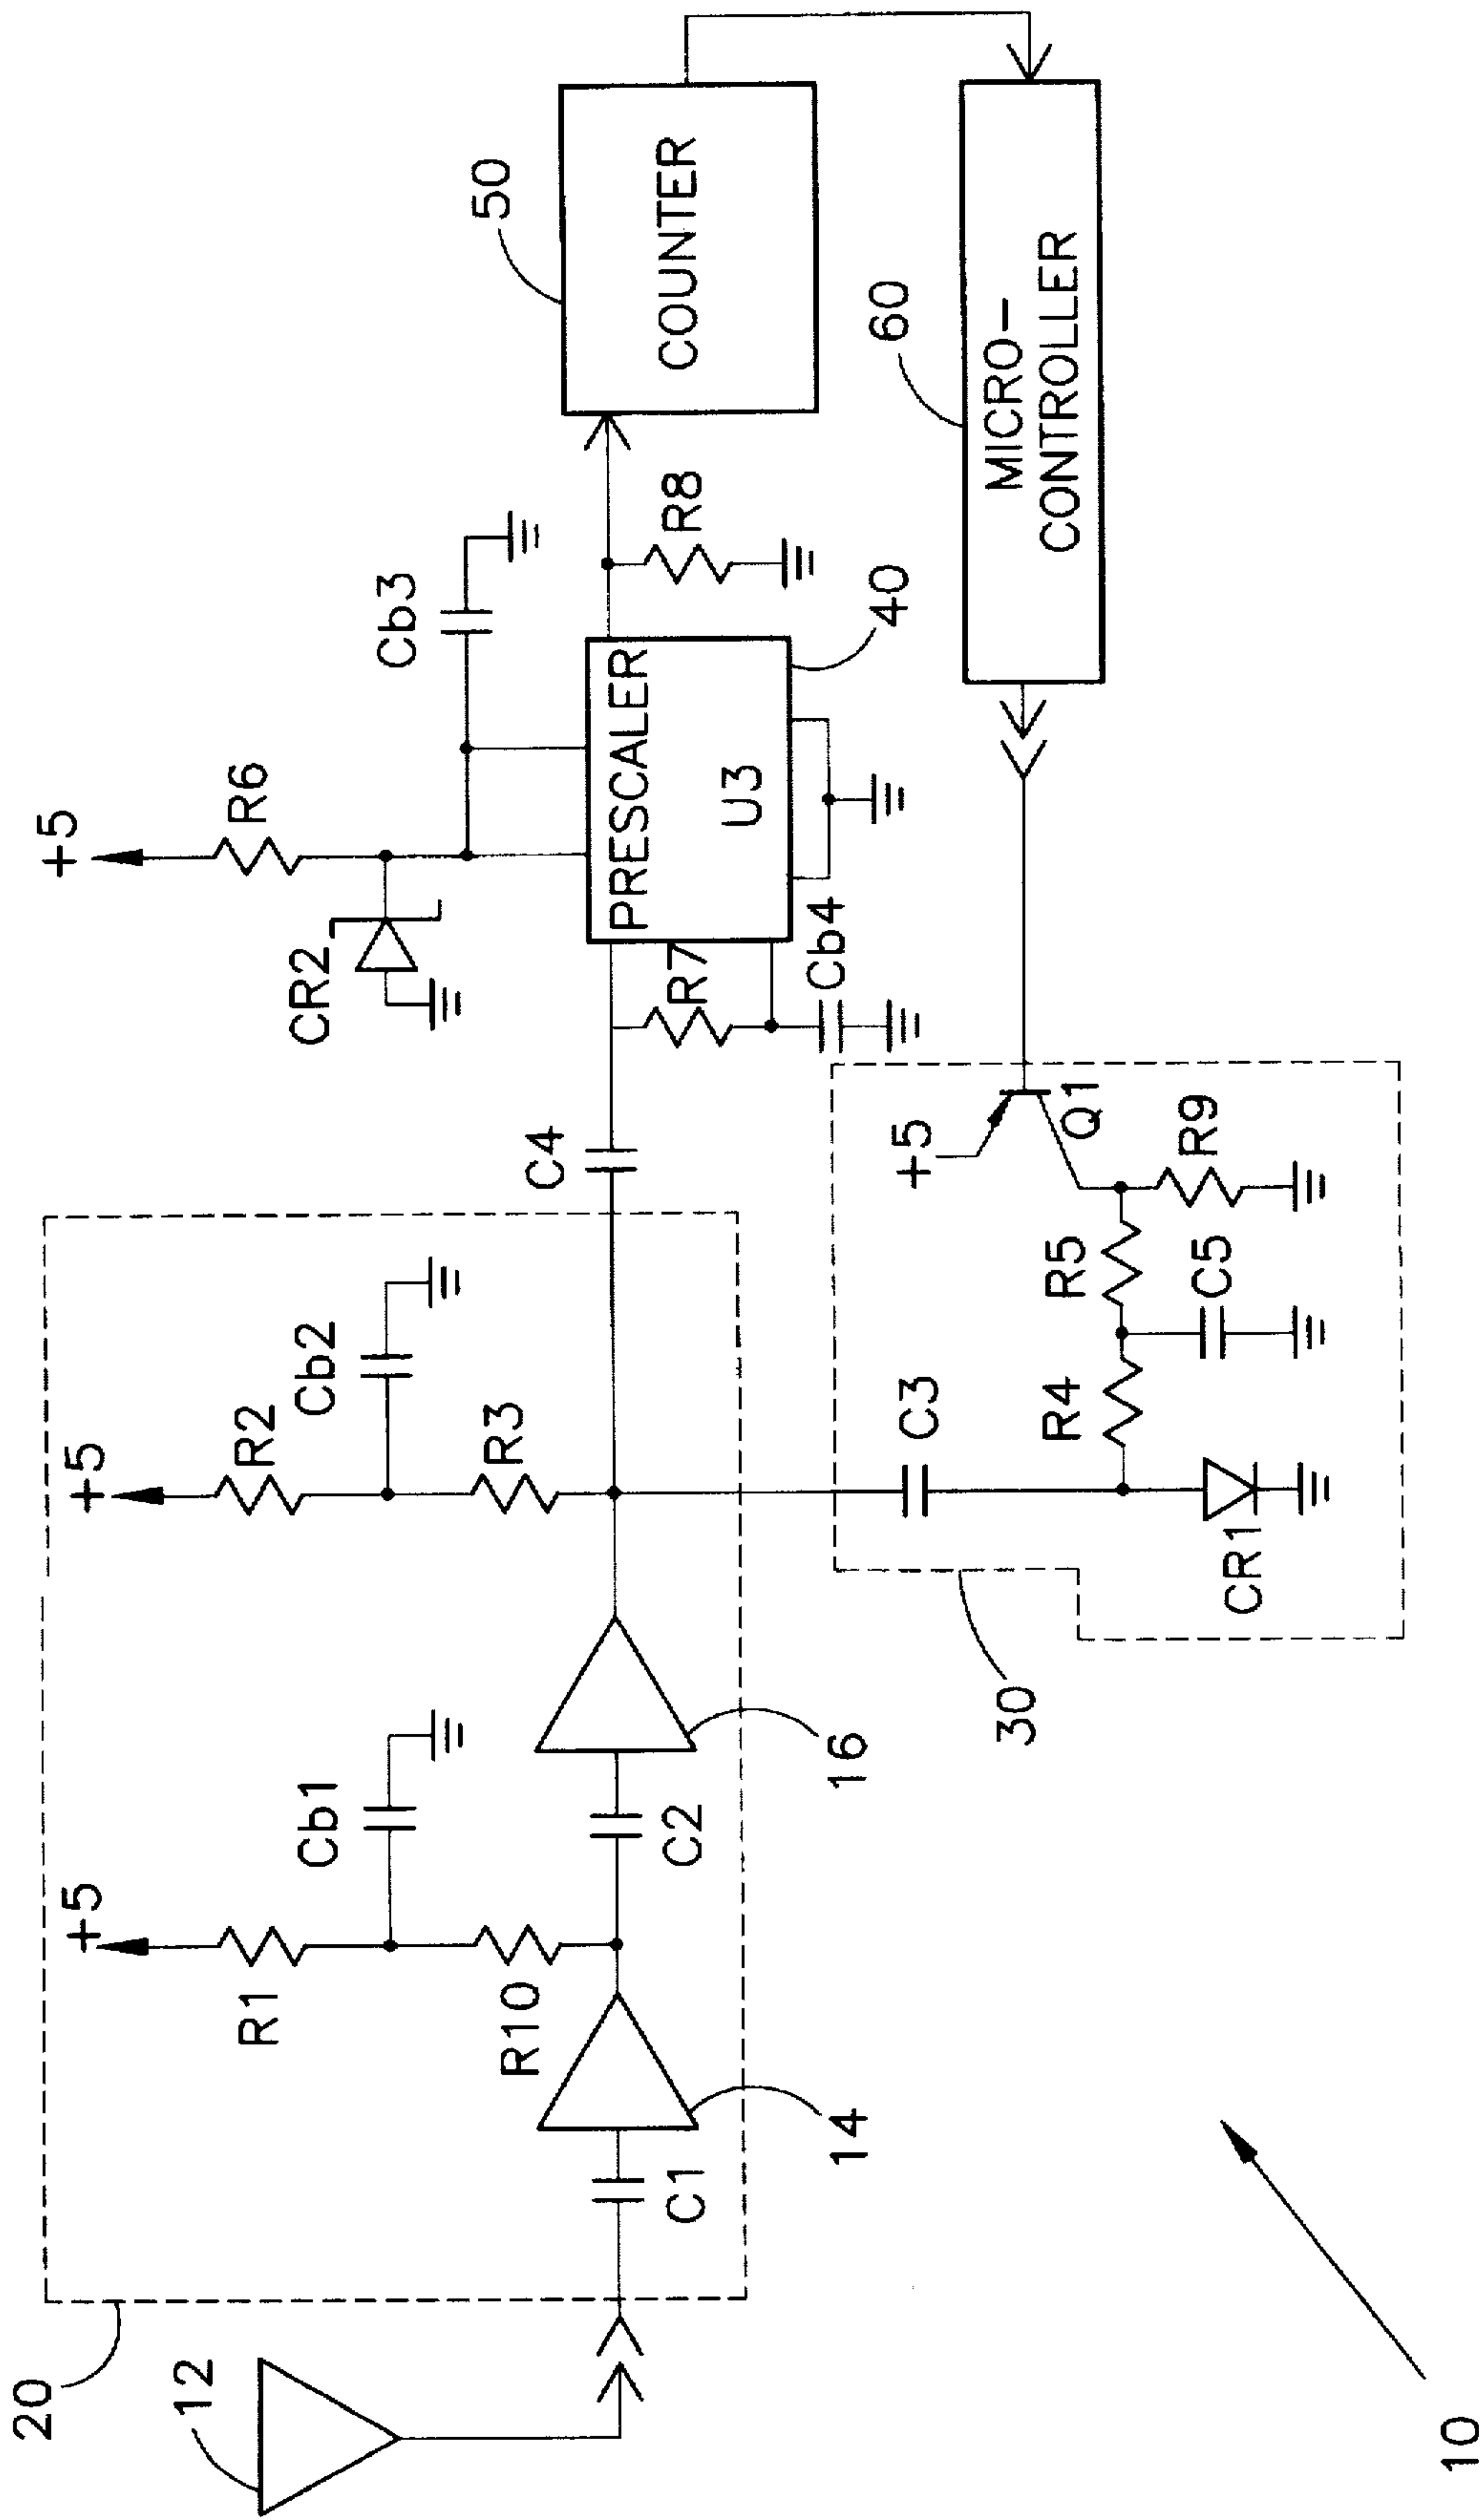 20
12
+5
R1
Cb1
R10
C1
14
C2
16
+5
R2
Cb2
R3
C4
+5
R6
CR2
Cb3
PRESCALER
U3
R7
Cb4
40
R8
50
COUNTER
60
MICRO-
CONTROLLER
30
C3
R4
R5
C5
CR1
+5
Q1
R9
10